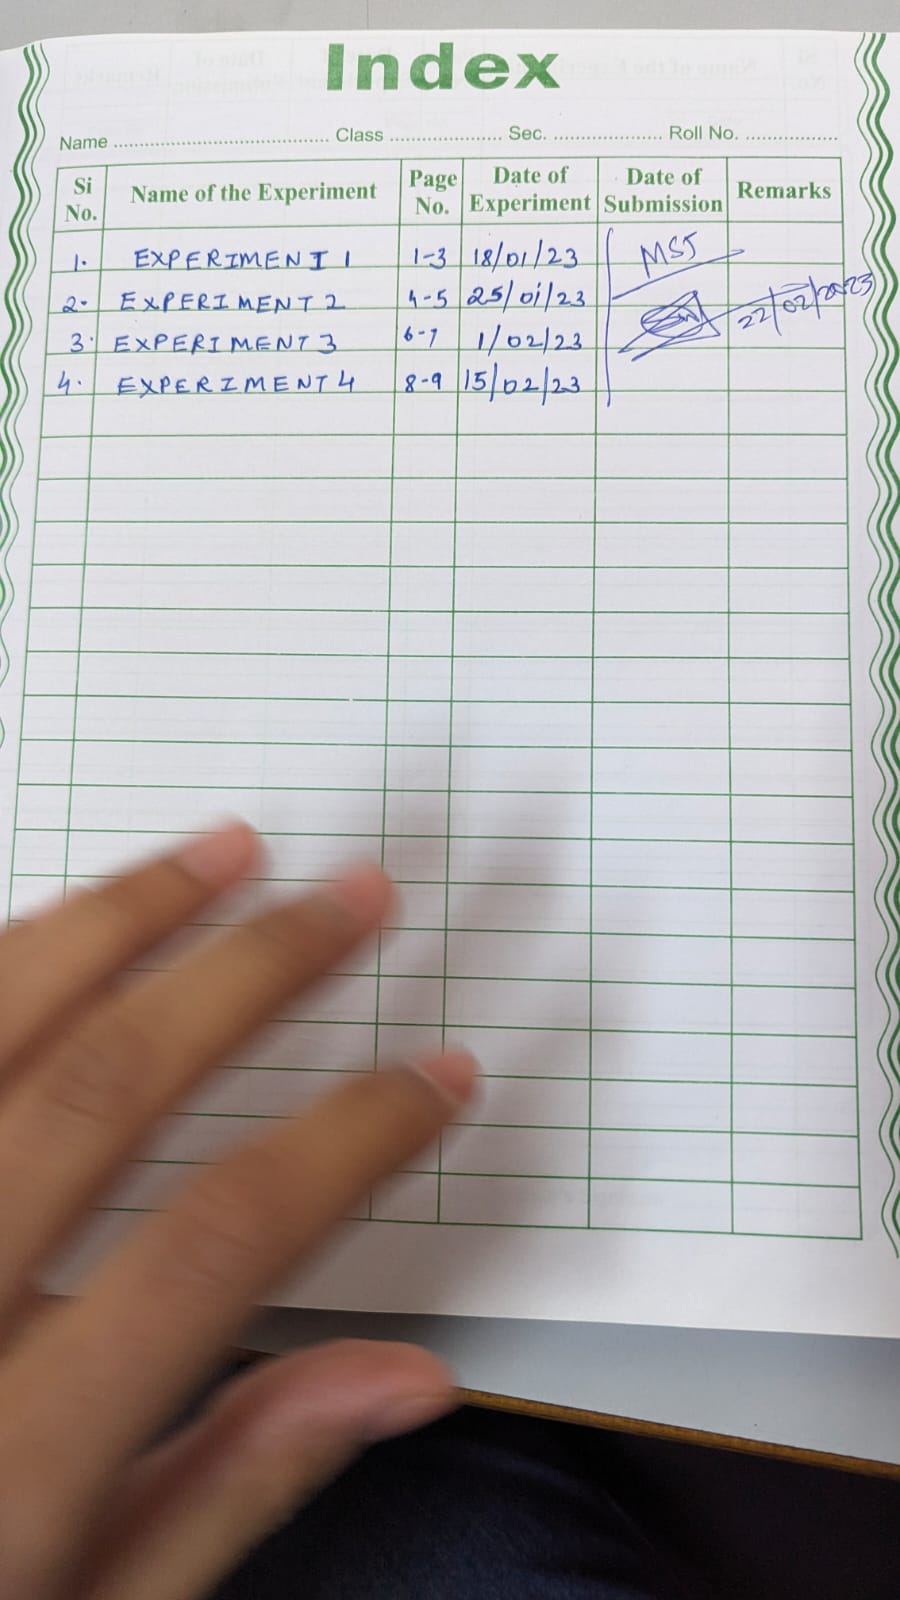 Index
Name ........................................ Class ..................... Sec. ..................... Roll No. .................
Si No. Name of the Experiment Page No. Date of Experiment Date of Submission Remarks
1. EXPERIMENT 1 1-3 18/01/23 MST
2. EXPERIMENT 2 4-5 25/01/23 22/02/2023
3. EXPERIMENT 3 6-7 1/02/23
4. EXPERIMENT 4 8-9 15/02/23